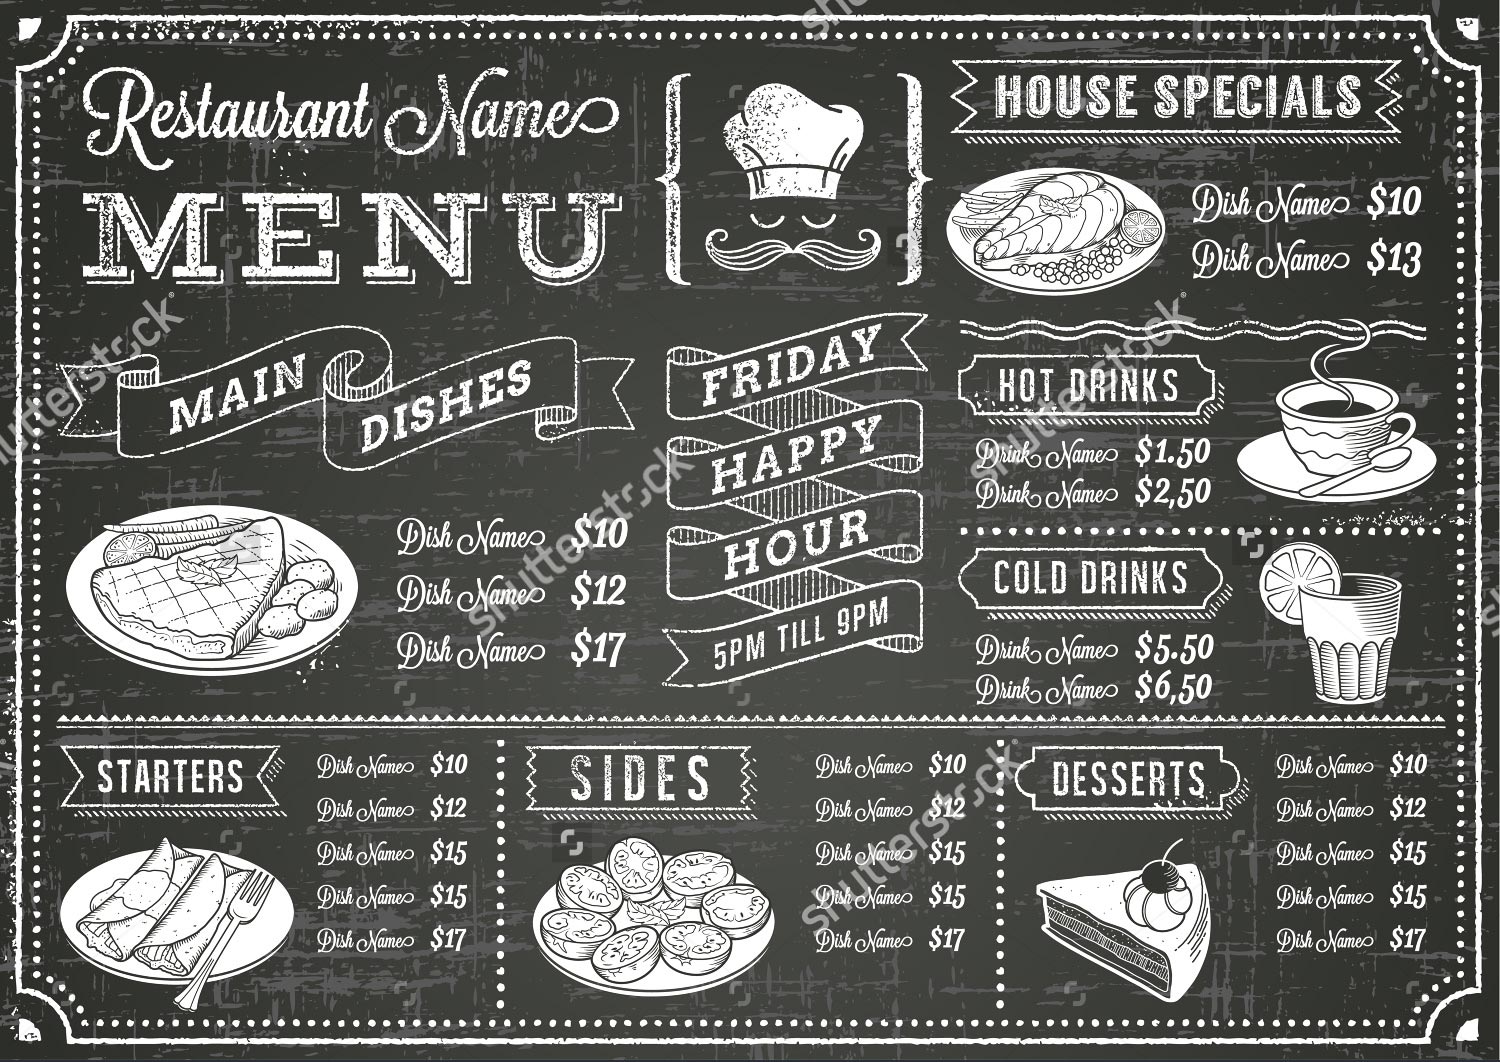 Restaurant Name
MENU
HOUSE SPECIALS
Dish Name $10
Dish Name $13
MAIN DISHES
Dish Name $10
Dish Name $12
Dish Name $17
FRIDAY
HAPPY
HOUR
5PM TILL 9PM
HOT DRINKS
Drink Name $1.50
Drink Name $2,50
COLD DRINKS
Drink Name $5.50
Drink Name $6,50
STARTERS
Dish Name $10
Dish Name $12
Dish Name $15
Dish Name $15
Dish Name $17
SIDES
Dish Name $10
Dish Name $12
Dish Name $15
Dish Name $15
Dish Name $17
DESSERTS
Dish Name $10
Dish Name $12
Dish Name $15
Dish Name $15
Dish Name $17
shutterstock
shutterstock
shutterstock
shutterstock